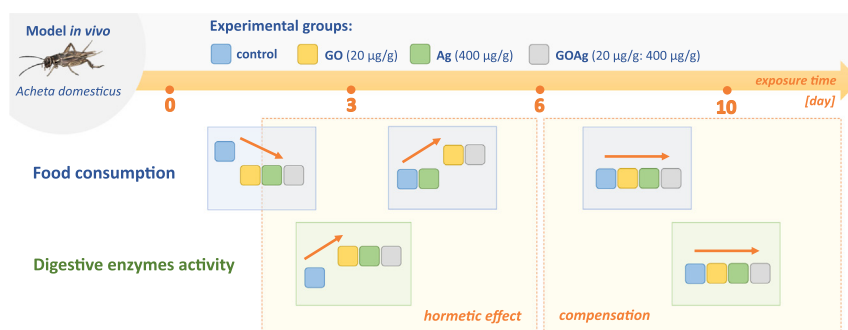 Model in vivo
Acheta domesticus
Experimental groups:
control
GO (20 µg/g)
Ag (400 µg/g)
GOAg (20 µg/g: 400 µg/g)
exposure time
0
3
6
10
[day]
Food consumption
Digestive enzymes activity
hormetic effect
compensation